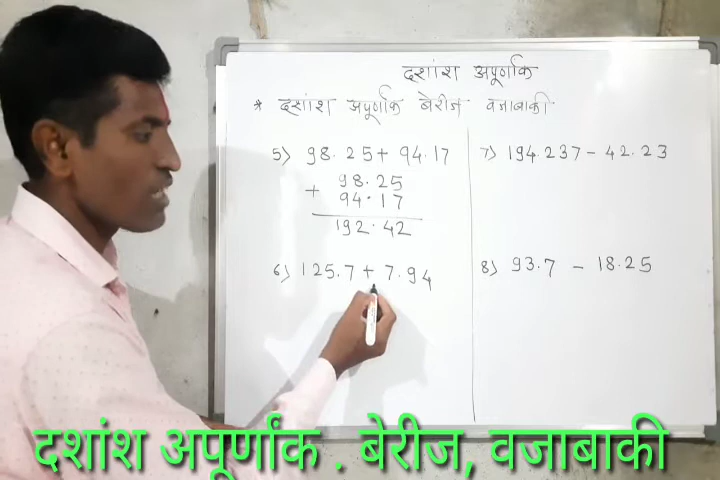 दशांश अपूर्णांक
* दशांश अपूर्णांक बेरीज वजाबाकी
5) 98.25 + 94.17
98.25
+ 94.17
192.42
6) 125.7 + 7.94
7) 194.237 - 42.23
8) 93.7 - 18.25
दशांश अपूर्णांक . बेरीज, वजाबाकी